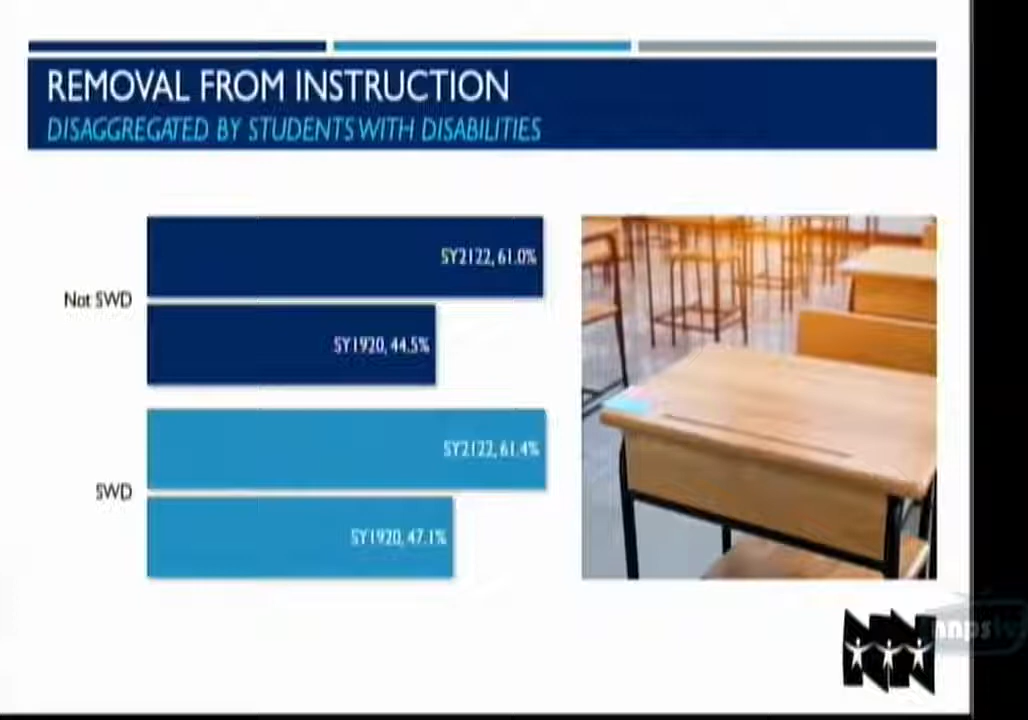 REMOVAL FROM INSTRUCTION
DISAGGREGATED BY STUDENTS WITH DISABILITIES
Not SWD
SY2122, 61.0%
SY1920, 44.5%
SWD
SY2122, 61.4%
SY1920, 47.1%
nnpstv